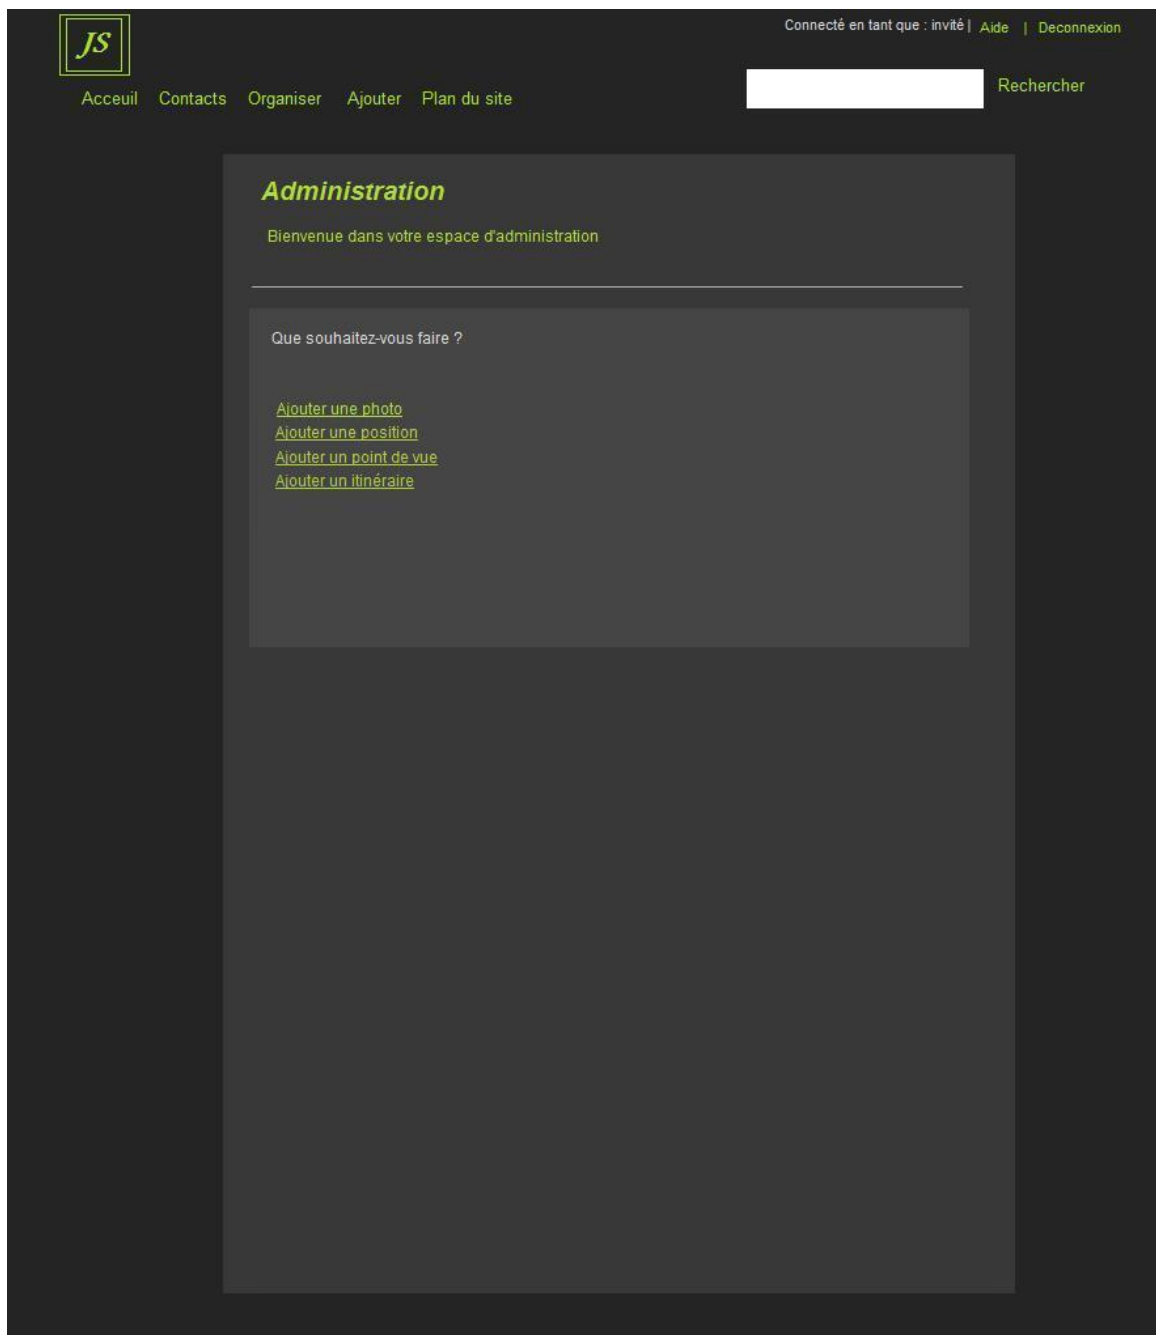 JS
Connecté en tant que : invité | Aide | Deconnexion
Rechercher
Acceuil Contacts Organiser Ajouter Plan du site
Administration
Bienvenue dans votre espace d'administration
Que souhaitez-vous faire ?
Ajouter une photo
Ajouter une position
Ajouter un point de vue
Ajouter un itinéraire